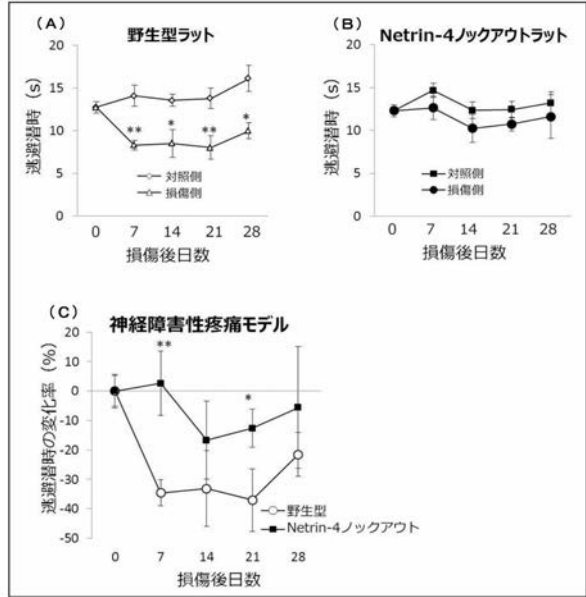 （A）
野生型ラット
20
15
10
5
0
逃避潜時（s）
**
*
**
*
対照側
損傷側
0 7 14 21 28
損傷後日数
（B）
Netrin-4ノックアウトラット
20
15
10
5
0
逃避潜時（s）
対照側
損傷側
0 7 14 21 28
損傷後日数
（C）
神経障害性疼痛モデル
20
10
0
-10
-20
-30
-40
-50
逃避潜時の変化率（%）
**
*
野生型
Netrin-4ノックアウト
0 7 14 21 28
損傷後日数